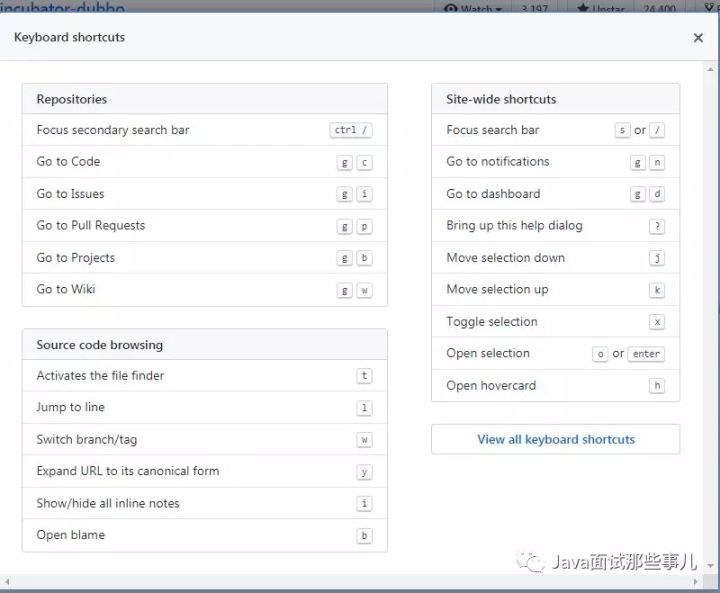 incubator-dubbo
Watch 3,197 Unstar 24,400
Keyboard shortcuts ×
Repositories
Focus secondary search bar ctrl /
Go to Code g c
Go to Issues g i
Go to Pull Requests g p
Go to Projects g b
Go to Wiki g w
Source code browsing
Activates the file finder t
Jump to line l
Switch branch/tag w
Expand URL to its canonical form y
Show/hide all inline notes i
Open blame b
Site-wide shortcuts
Focus search bar s or /
Go to notifications g n
Go to dashboard g d
Bring up this help dialog ?
Move selection down j
Move selection up k
Toggle selection x
Open selection o or enter
Open hovercard h
View all keyboard shortcuts
Java面试那些事儿